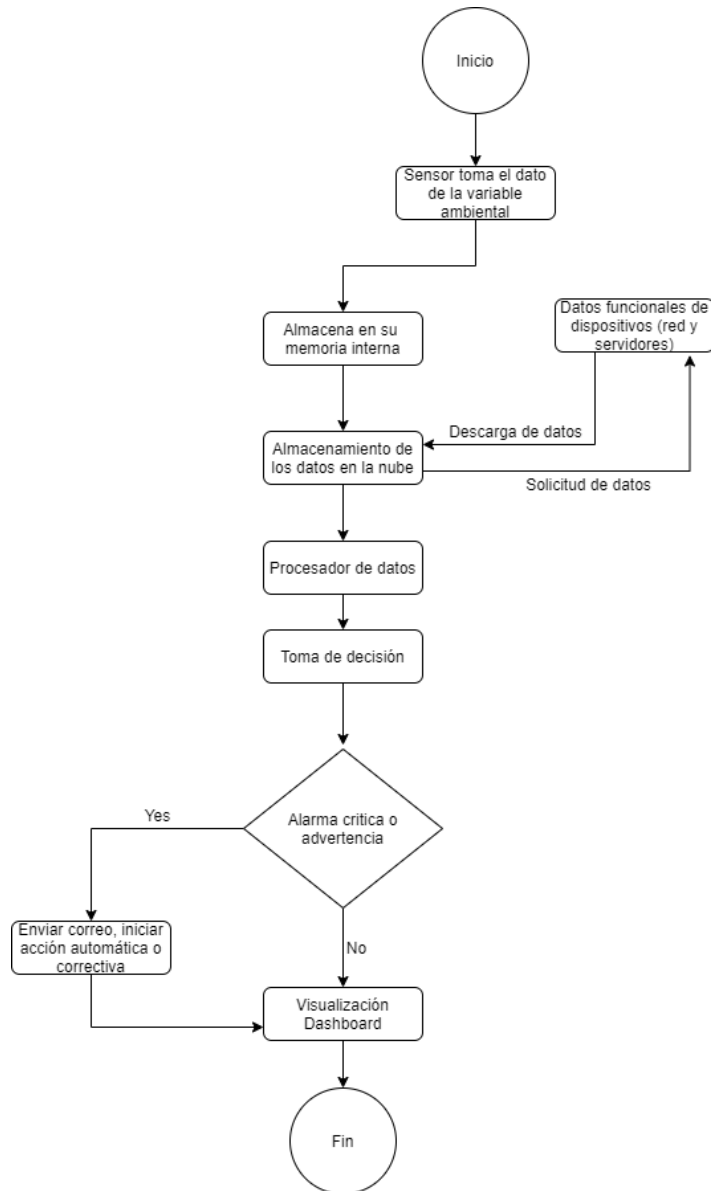 Inicio
Sensor toma el dato
de la variable
ambiental
Almacena en su
memoria interna
Datos funcionales de
dispositivos (red y
servidores)
Descarga de datos
Almacenamiento de
los datos en la nube
Solicitud de datos
Procesador de datos
Toma de decisión
Alarma critica o
advertencia
Yes
Enviar correo, iniciar
acción automática o
correctiva
No
Visualización
Dashboard
Fin